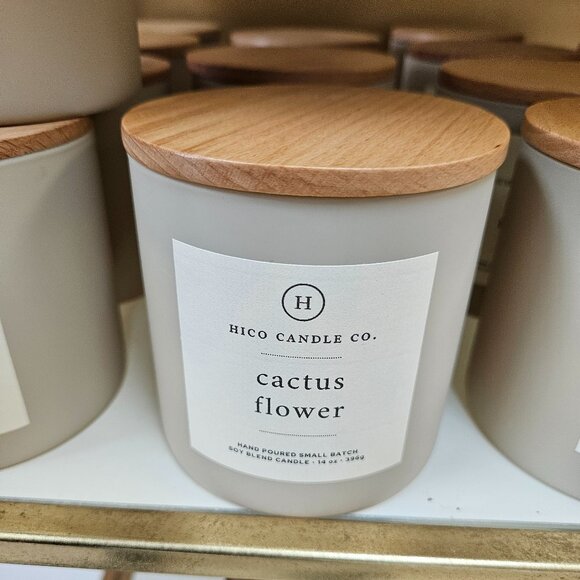 H
HICO CANDLE CO.
cactus
flower
HAND POURED SMALL BATCH
SOY BLEND CANDLE · 14 oz · 396g